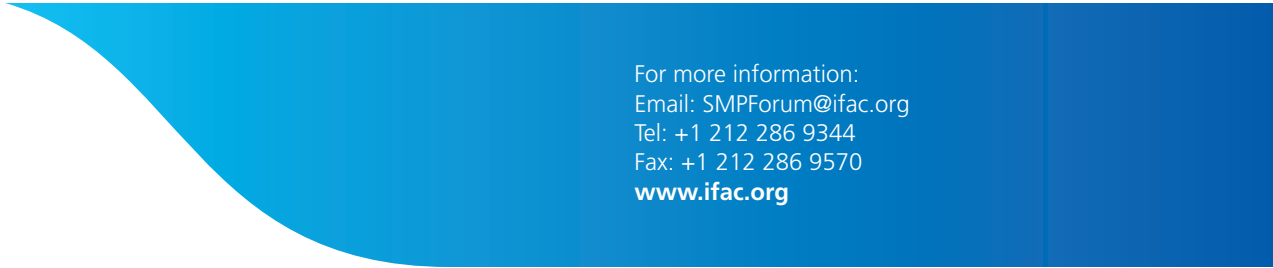 For more information:
Email: SMPForum@ifac.org
Tel: +1 212 286 9344
Fax: +1 212 286 9570
www.ifac.org